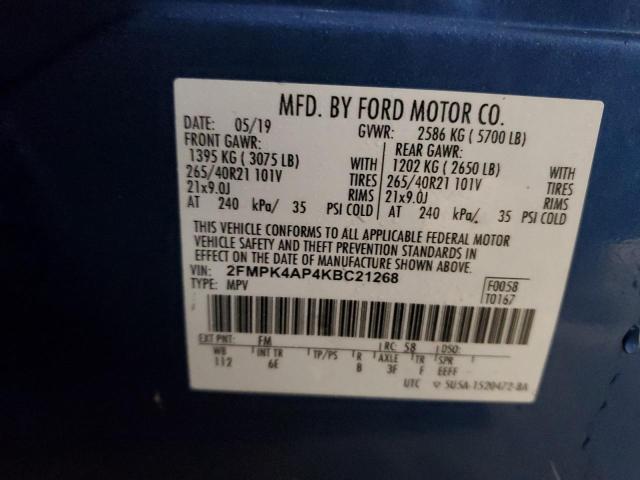 MFD. BY FORD MOTOR CO.
DATE: 05/19 GVWR: 2586 KG ( 5700 LB)
FRONT GAWR: REAR GAWR:
1395 KG ( 3075 LB) WITH 1202 KG ( 2650 LB) WITH
265/40R21 101V TIRES 265/40R21 101V TIRES
21x9.0J RIMS 21x9.0J RIMS
AT 240 kPa/ 35 PSI COLD AT 240 kPa/ 35 PSI COLD
THIS VEHICLE CONFORMS TO ALL APPLICABLE FEDERAL MOTOR
VEHICLE SAFETY AND THEFT PREVENTION STANDARDS IN
EFFECT ON THE DATE OF MANUFACTURE SHOWN ABOVE.
VIN: 2FMPK4AP4KBC21268 F0058
TYPE: MPV T0167
EXT PNT: FM RC: 58 DSO:
WB INT TR TP/PS R AXLE TR SPR
112 6E B 3F F EEFF
UTC ▽ 5U5A-1520472-BA